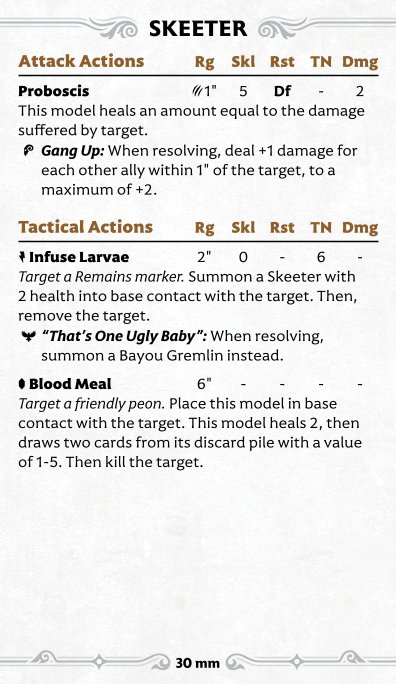 SKEETER
Attack Actions Rg Skl Rst TN Dmg
Proboscis 1" 5 Df - 2
This model heals an amount equal to the damage
suffered by target.
Gang Up: When resolving, deal +1 damage for
each other ally within 1" of the target, to a
maximum of +2.
Tactical Actions Rg Skl Rst TN Dmg
Infuse Larvae 2" 0 - 6 -
Target a Remains marker. Summon a Skeeter with
2 health into base contact with the target. Then,
remove the target.
“That’s One Ugly Baby”: When resolving,
summon a Bayou Gremlin instead.
Blood Meal 6" - - - -
Target a friendly peon. Place this model in base
contact with the target. This model heals 2, then
draws two cards from its discard pile with a value
of 1-5. Then kill the target.
30 mm